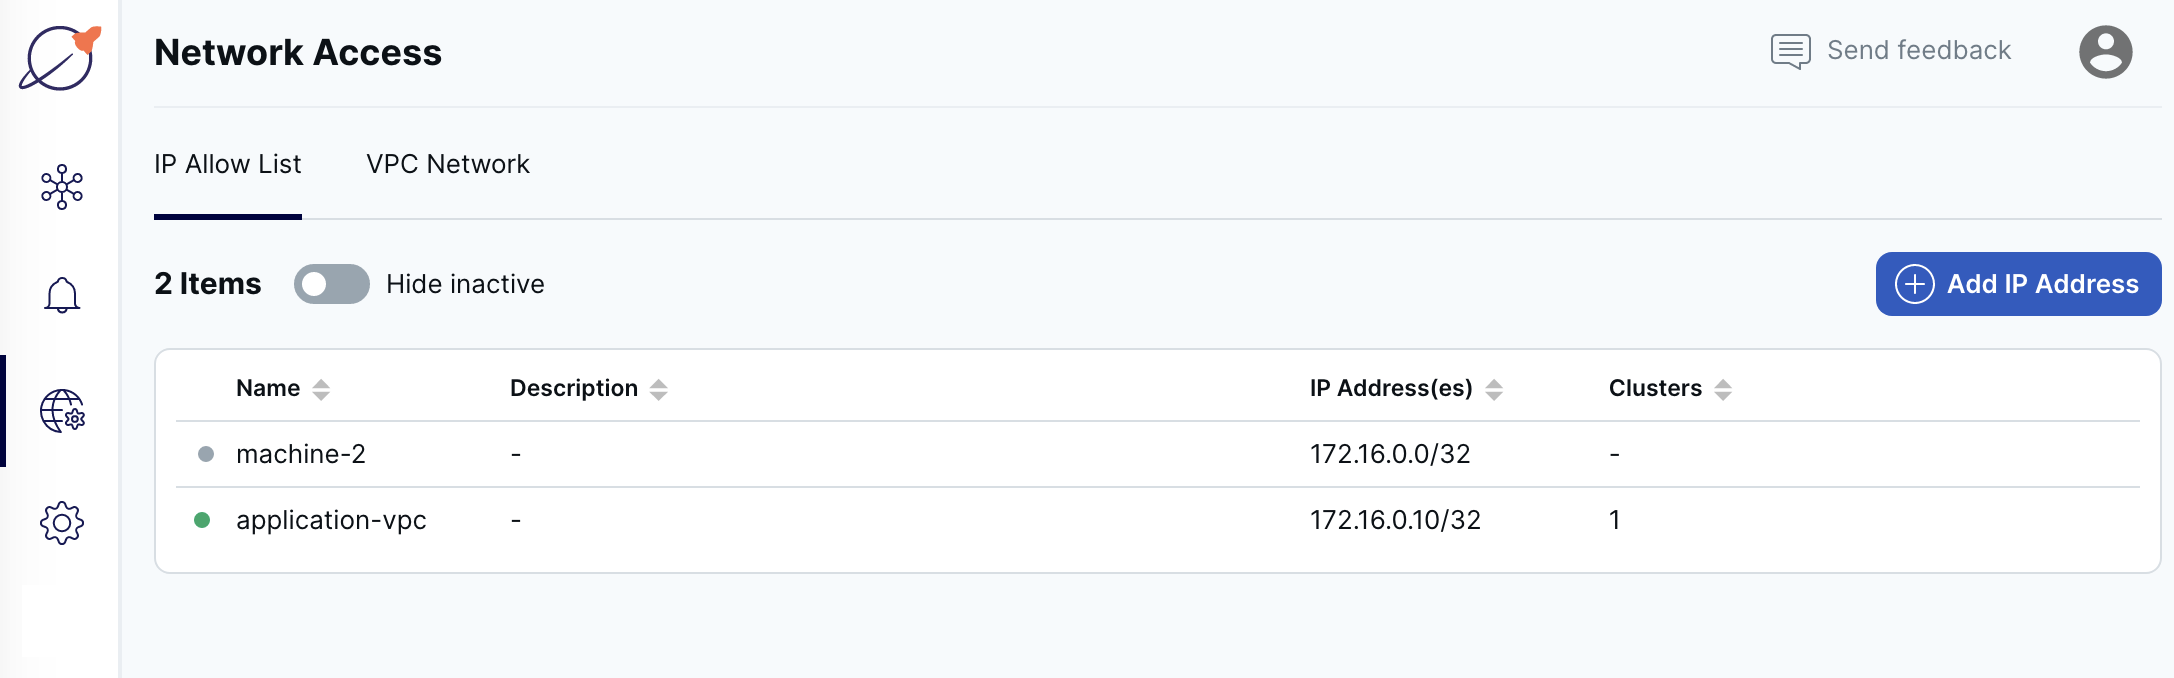 Network Access
Send feedback
IP Allow List VPC Network
2 Items Hide inactive Add IP Address
Name Description IP Address(es) Clusters
machine-2 - 172.16.0.0/32 -
application-vpc - 172.16.0.10/32 1